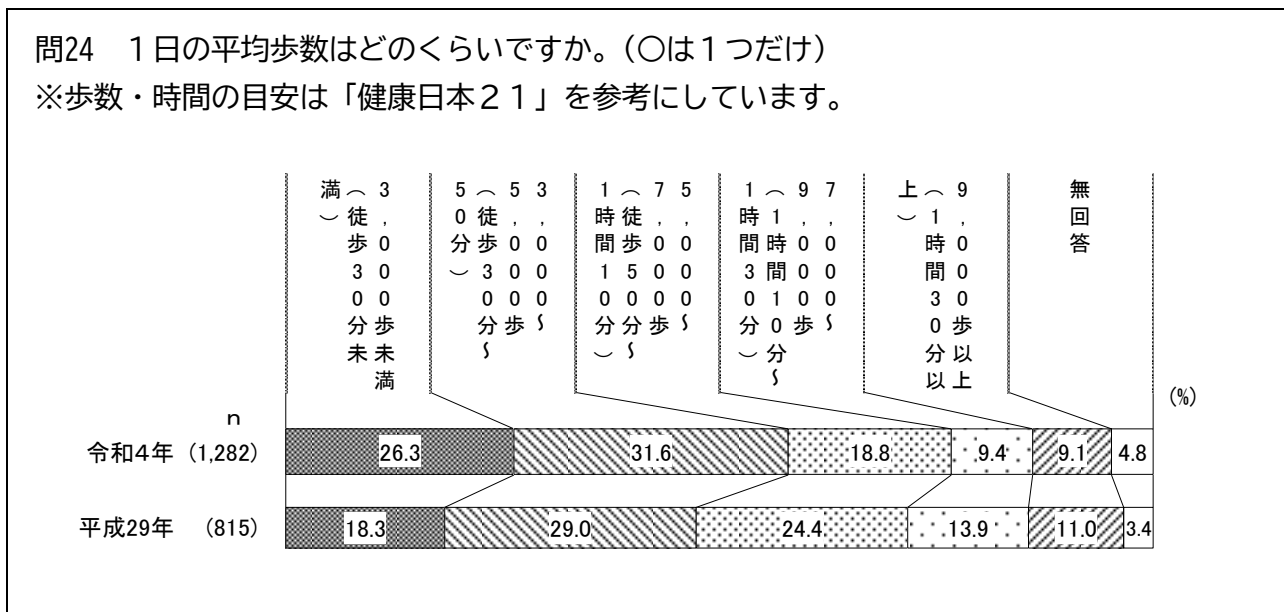 問24　１日の平均歩数はどのくらいですか。（○は１つだけ）
※歩数・時間の目安は「健康日本２１」を参考にしています。
3,000歩未満
（徒歩30分未
満）
3,000～
5,000歩
（徒歩30分～
50分）
5,000～
7,000歩
（徒歩50分～
1時間10分）
7,000～
9,000歩
（1時間10分～
1時間30分）
9,000歩以上
（1時間30分以
上）
無回答
(%)
n
令和4年 (1,282) 26.3 31.6 18.8 9.4 9.1 4.8
平成29年 (815) 18.3 29.0 24.4 13.9 11.0 3.4